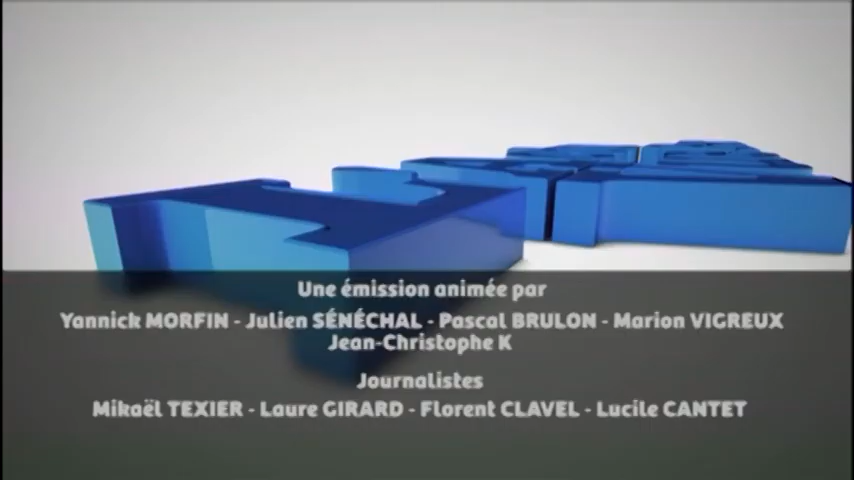 Une émission animée par
Yannick MORFIN - Julien SÉNÉCHAL - Pascal BRULON - Marion VIGREUX
Jean-Christophe K
Journalistes
Mikaël TEXIER - Laure GIRARD - Florent CLAVEL - Lucile CANTET